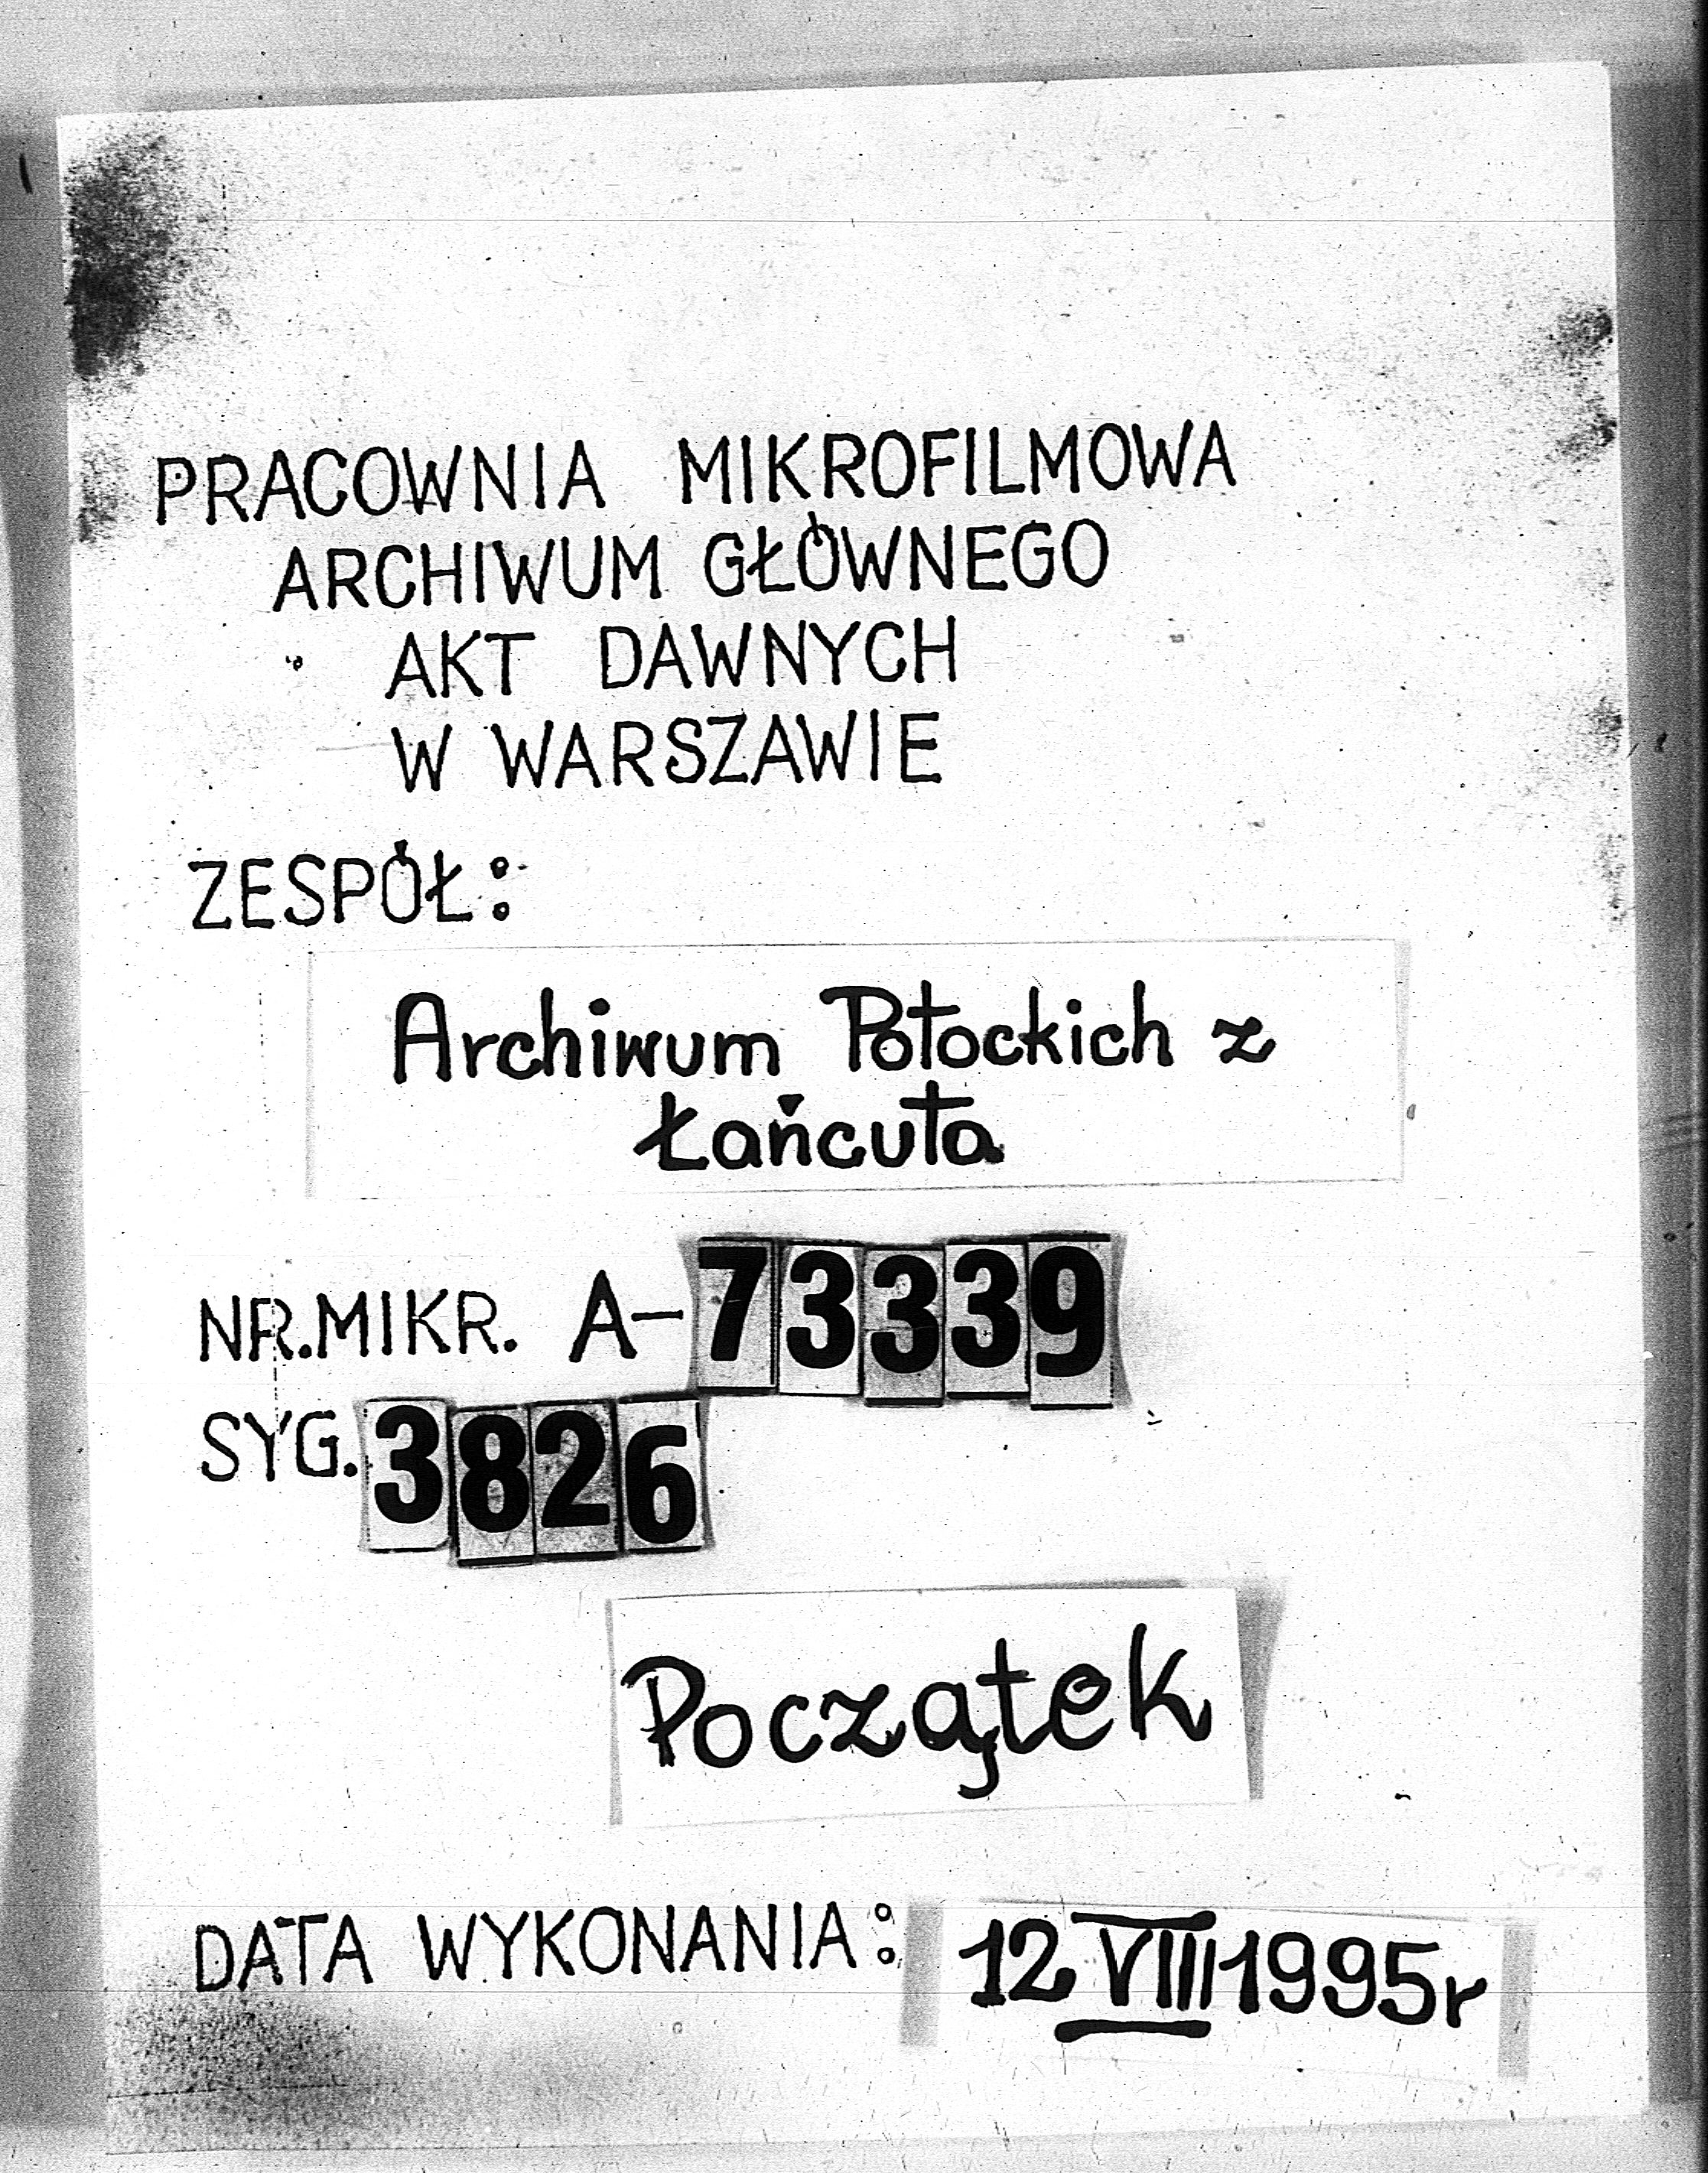 PRACOWNIA MIKROFILMOWA
ARCHIWUM GŁÓWNEGO
AKT DAWNYCH
W WARSZAWIE
ZESPÓŁ:
Archiwum Potockich z
Łańcuta
NR.MIKR. A-73339
SYG. 3826
Początek
DATA WYKONANIA: 12 VIII 1995r